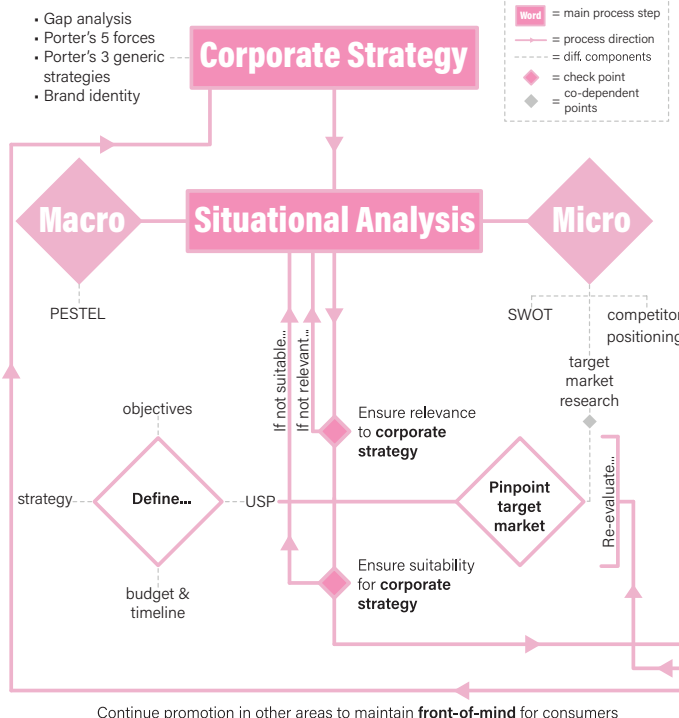 • Gap analysis
• Porter's 5 forces
• Porter's 3 generic
strategies
• Brand identity
Corporate Strategy
Word = main process step
= process direction
= diff. components
= check point
= co-dependent
points
Macro
Situational Analysis
Micro
PESTEL
SWOT
competitor
positioning
target
market
research
If not suitable...
If not relevant...
Ensure relevance
to corporate
strategy
objectives
strategy
Define...
USP
budget &
timeline
Pinpoint
target
market
Re-evaluate...
Ensure suitability
for corporate
strategy
Continue promotion in other areas to maintain front-of-mind for consumers